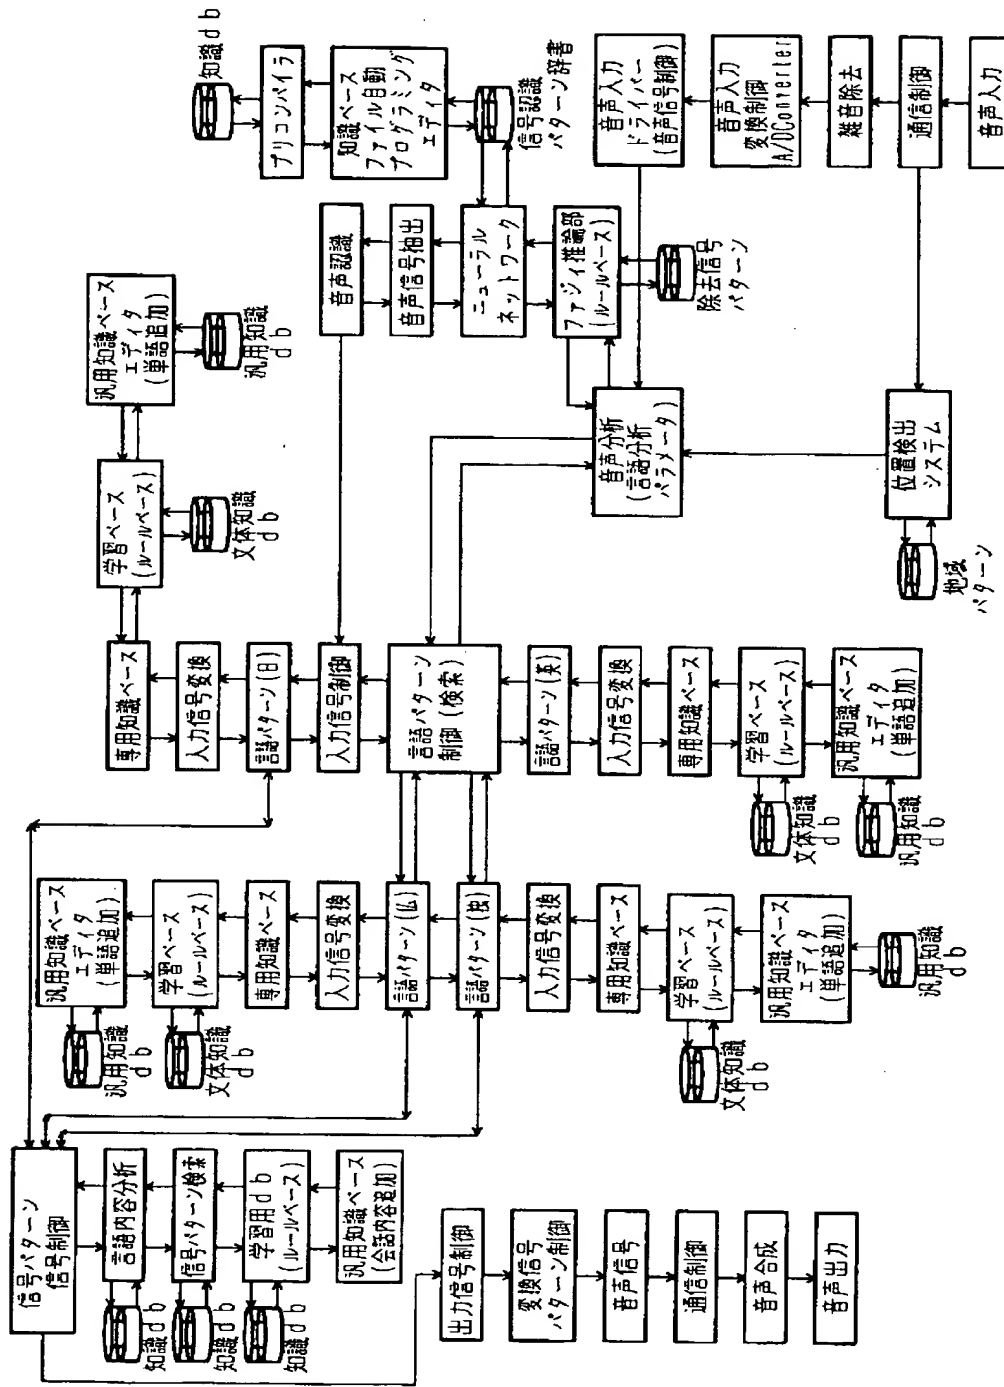 信号パターン
信号制御
言語内容分析
知識db
信号パターン検索
知識db
学習用db
(ルールベース)
知識db
汎用知識ベース
(会話内容追加)
出力信号制御
変換信号
パターン制御
音声信号
通信制御
音声合成
音声出力
汎用知識ベース
エディタ
(単語追加)
汎用知識
db
学習ベース
(ルールベース)
文体知識
db
専用知識ベース
入力信号変換
言語パターン(仏)
言語パターン(独)
入力信号変換
専用知識ベース
学習ベース
(ルールベース)
文体知識
db
汎用知識ベース
エディタ
(単語追加)
汎用知識
db
専用知識ベース
入力信号変換
言語パターン(日)
入力信号制御
言語パターン
制御(検索)
言語パターン(英)
入力信号変換
専用知識ベース
学習ベース
(ルールベース)
文体知識
db
汎用知識ベース
エディタ
(単語追加)
汎用知識
db
学習ベース
(ルールベース)
文体知識
db
汎用知識ベース
エディタ
(単語追加)
汎用知識
db
音声認識
音声信号抽出
ニューラル
ネットワーク
ファジィ推論部
(ルールベース)
除去信号
パターン
音声分析
(言語分析
パラメータ)
位置検出
システム
地域
パターン
知識db
プリコンパイラ
知識ベース
ファイル自動
プログラミング
エディタ
信号認識
パターン辞書
音声入力
ドライバー
(音声信号制御)
音声入力
変換制御
A/DConverter
雑音除去
通信制御
音声入力